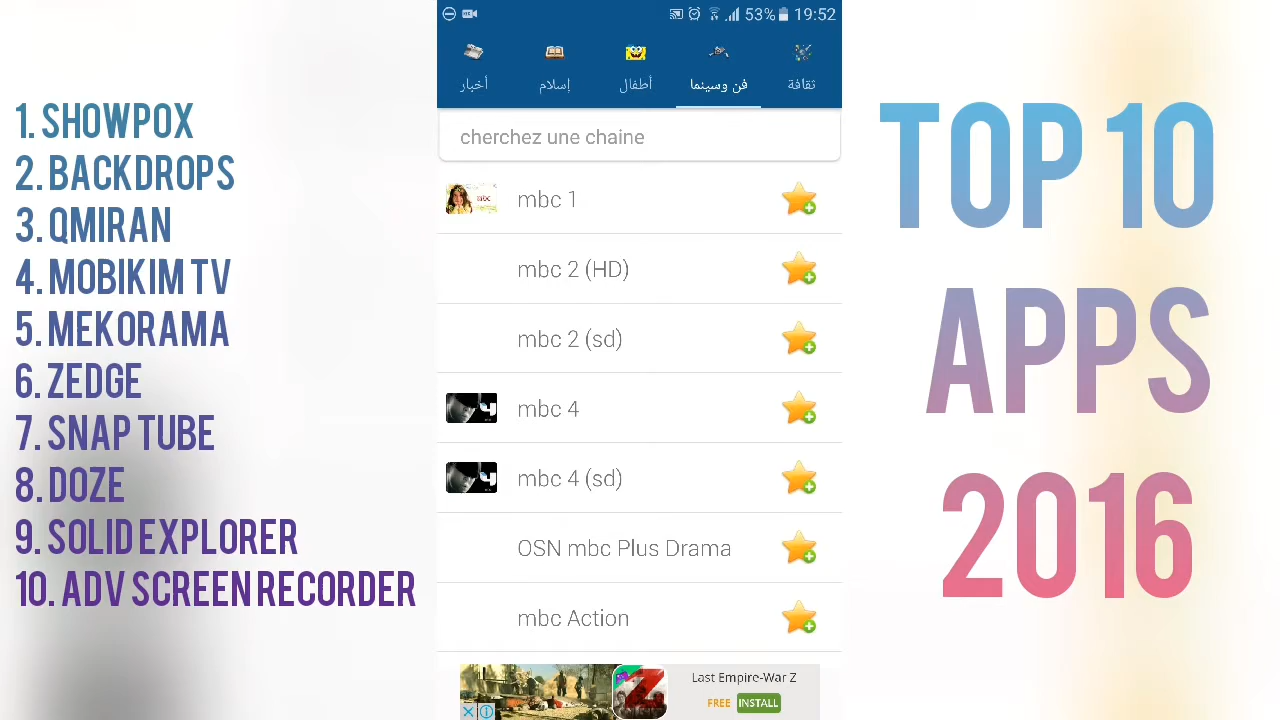 1. SHOWPOX
2. BACKDROPS
3. QMIRAN
4. MOBIKIM TV
5. MEKORAMA
6. ZEDGE
7. SNAP TUBE
8. DOZE
9. SOLID EXPLORER
10. ADV SCREEN RECORDER
53% 19:52
أخبار
إسلام
أطفال
فن وسينما
ثقافة
cherchez une chaine
mbc 1
mbc 2 (HD)
mbc 2 (sd)
mbc 4
mbc 4 (sd)
OSN mbc Plus Drama
mbc Action
Last Empire-War Z
FREE INSTALL
TOP 10
APPS
2016